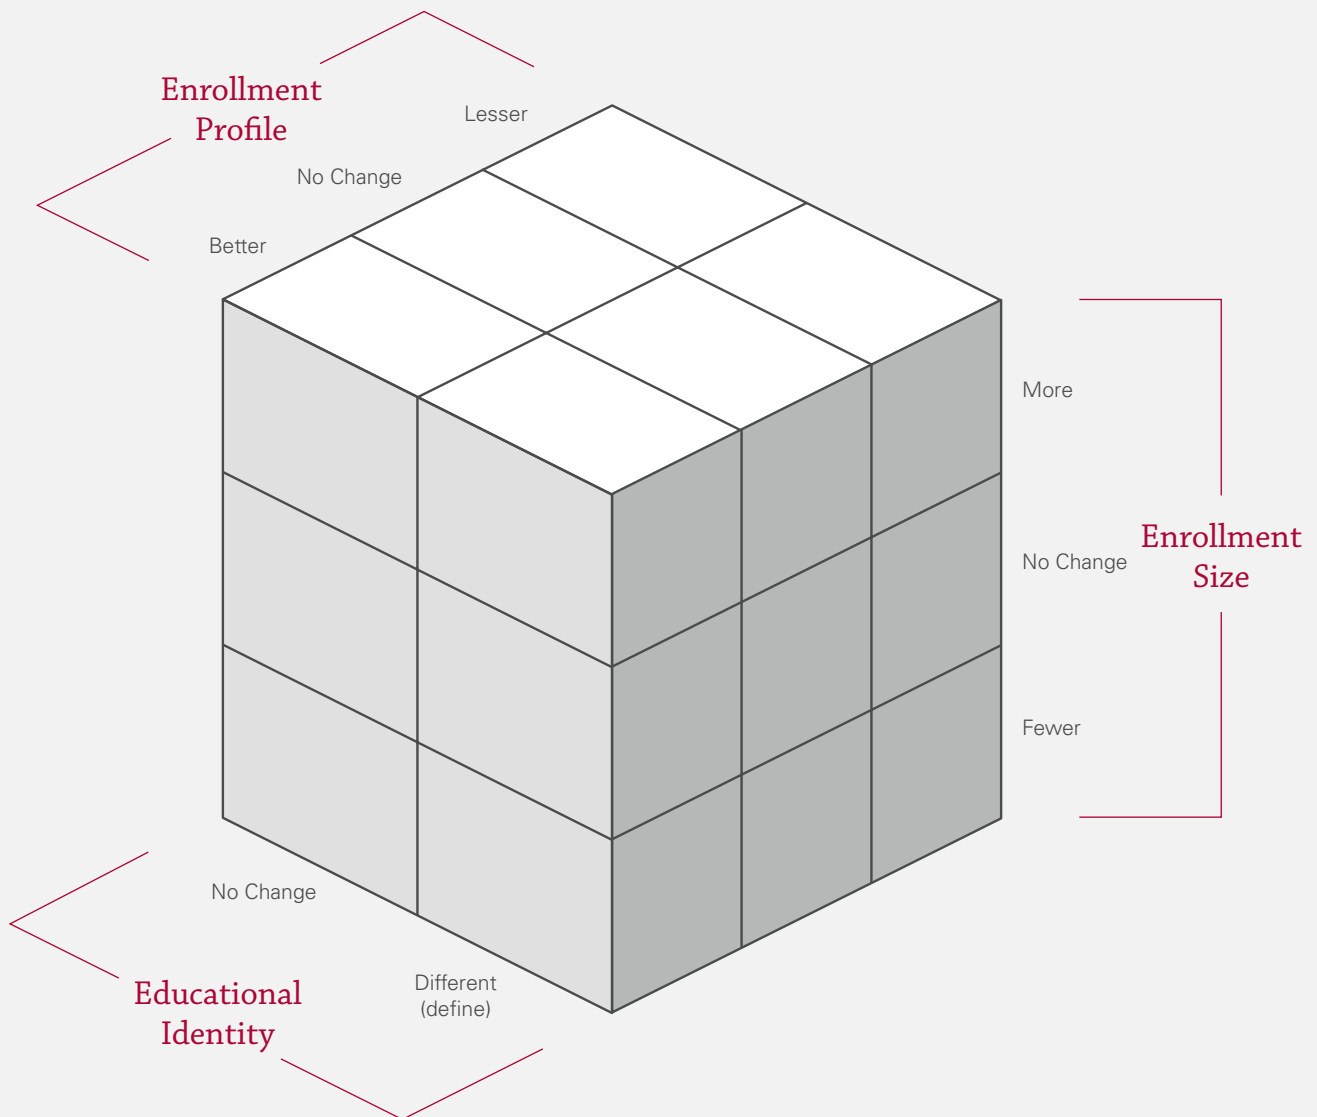 Enrollment
Profile
Lesser
No Change
Better
More
No Change
Fewer
Enrollment
Size
No Change
Different
(define)
Educational
Identity